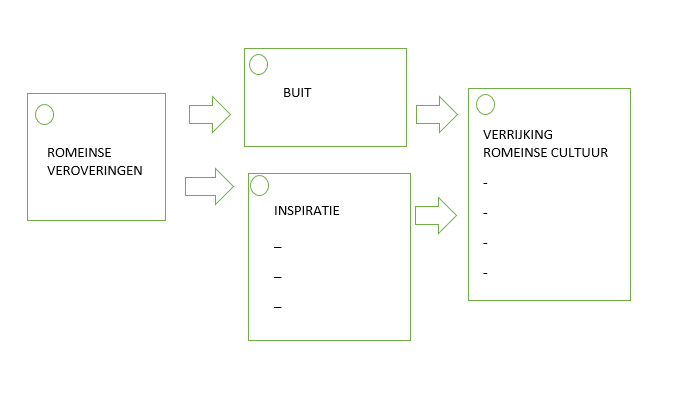 ROMEINSE
VEROVERINGEN
BUIT
INSPIRATIE
–
–
–
VERRIJKING
ROMEINSE CULTUUR
-
-
-
-